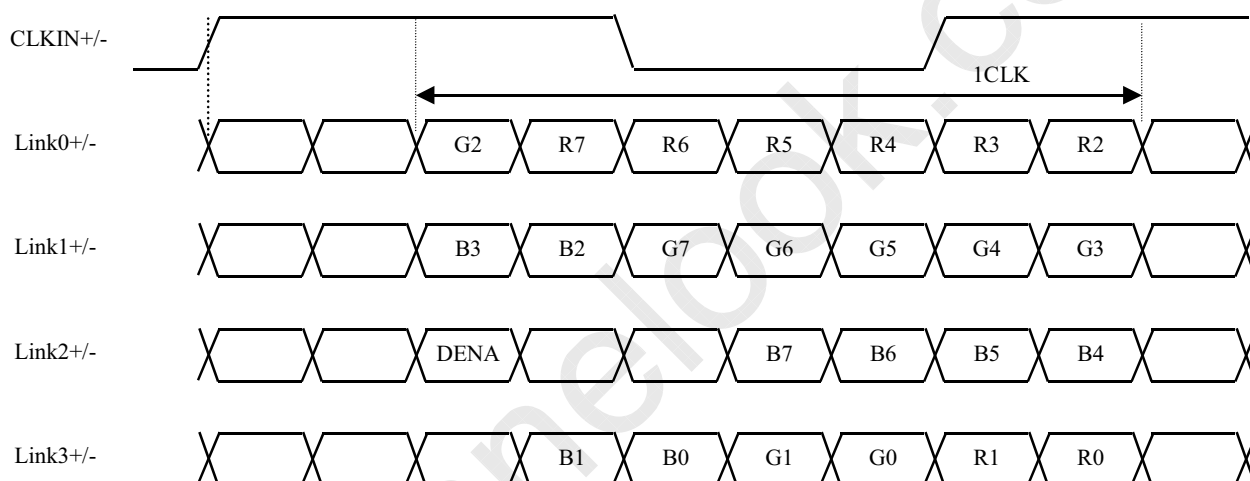 CLKIN+/-
1CLK
Link0+/- G2 R7 R6 R5 R4 R3 R2
Link1+/- B3 B2 G7 G6 G5 G4 G3
Link2+/- DENA B7 B6 B5 B4
Link3+/- B1 B0 G1 G0 R1 R0
nelook.c